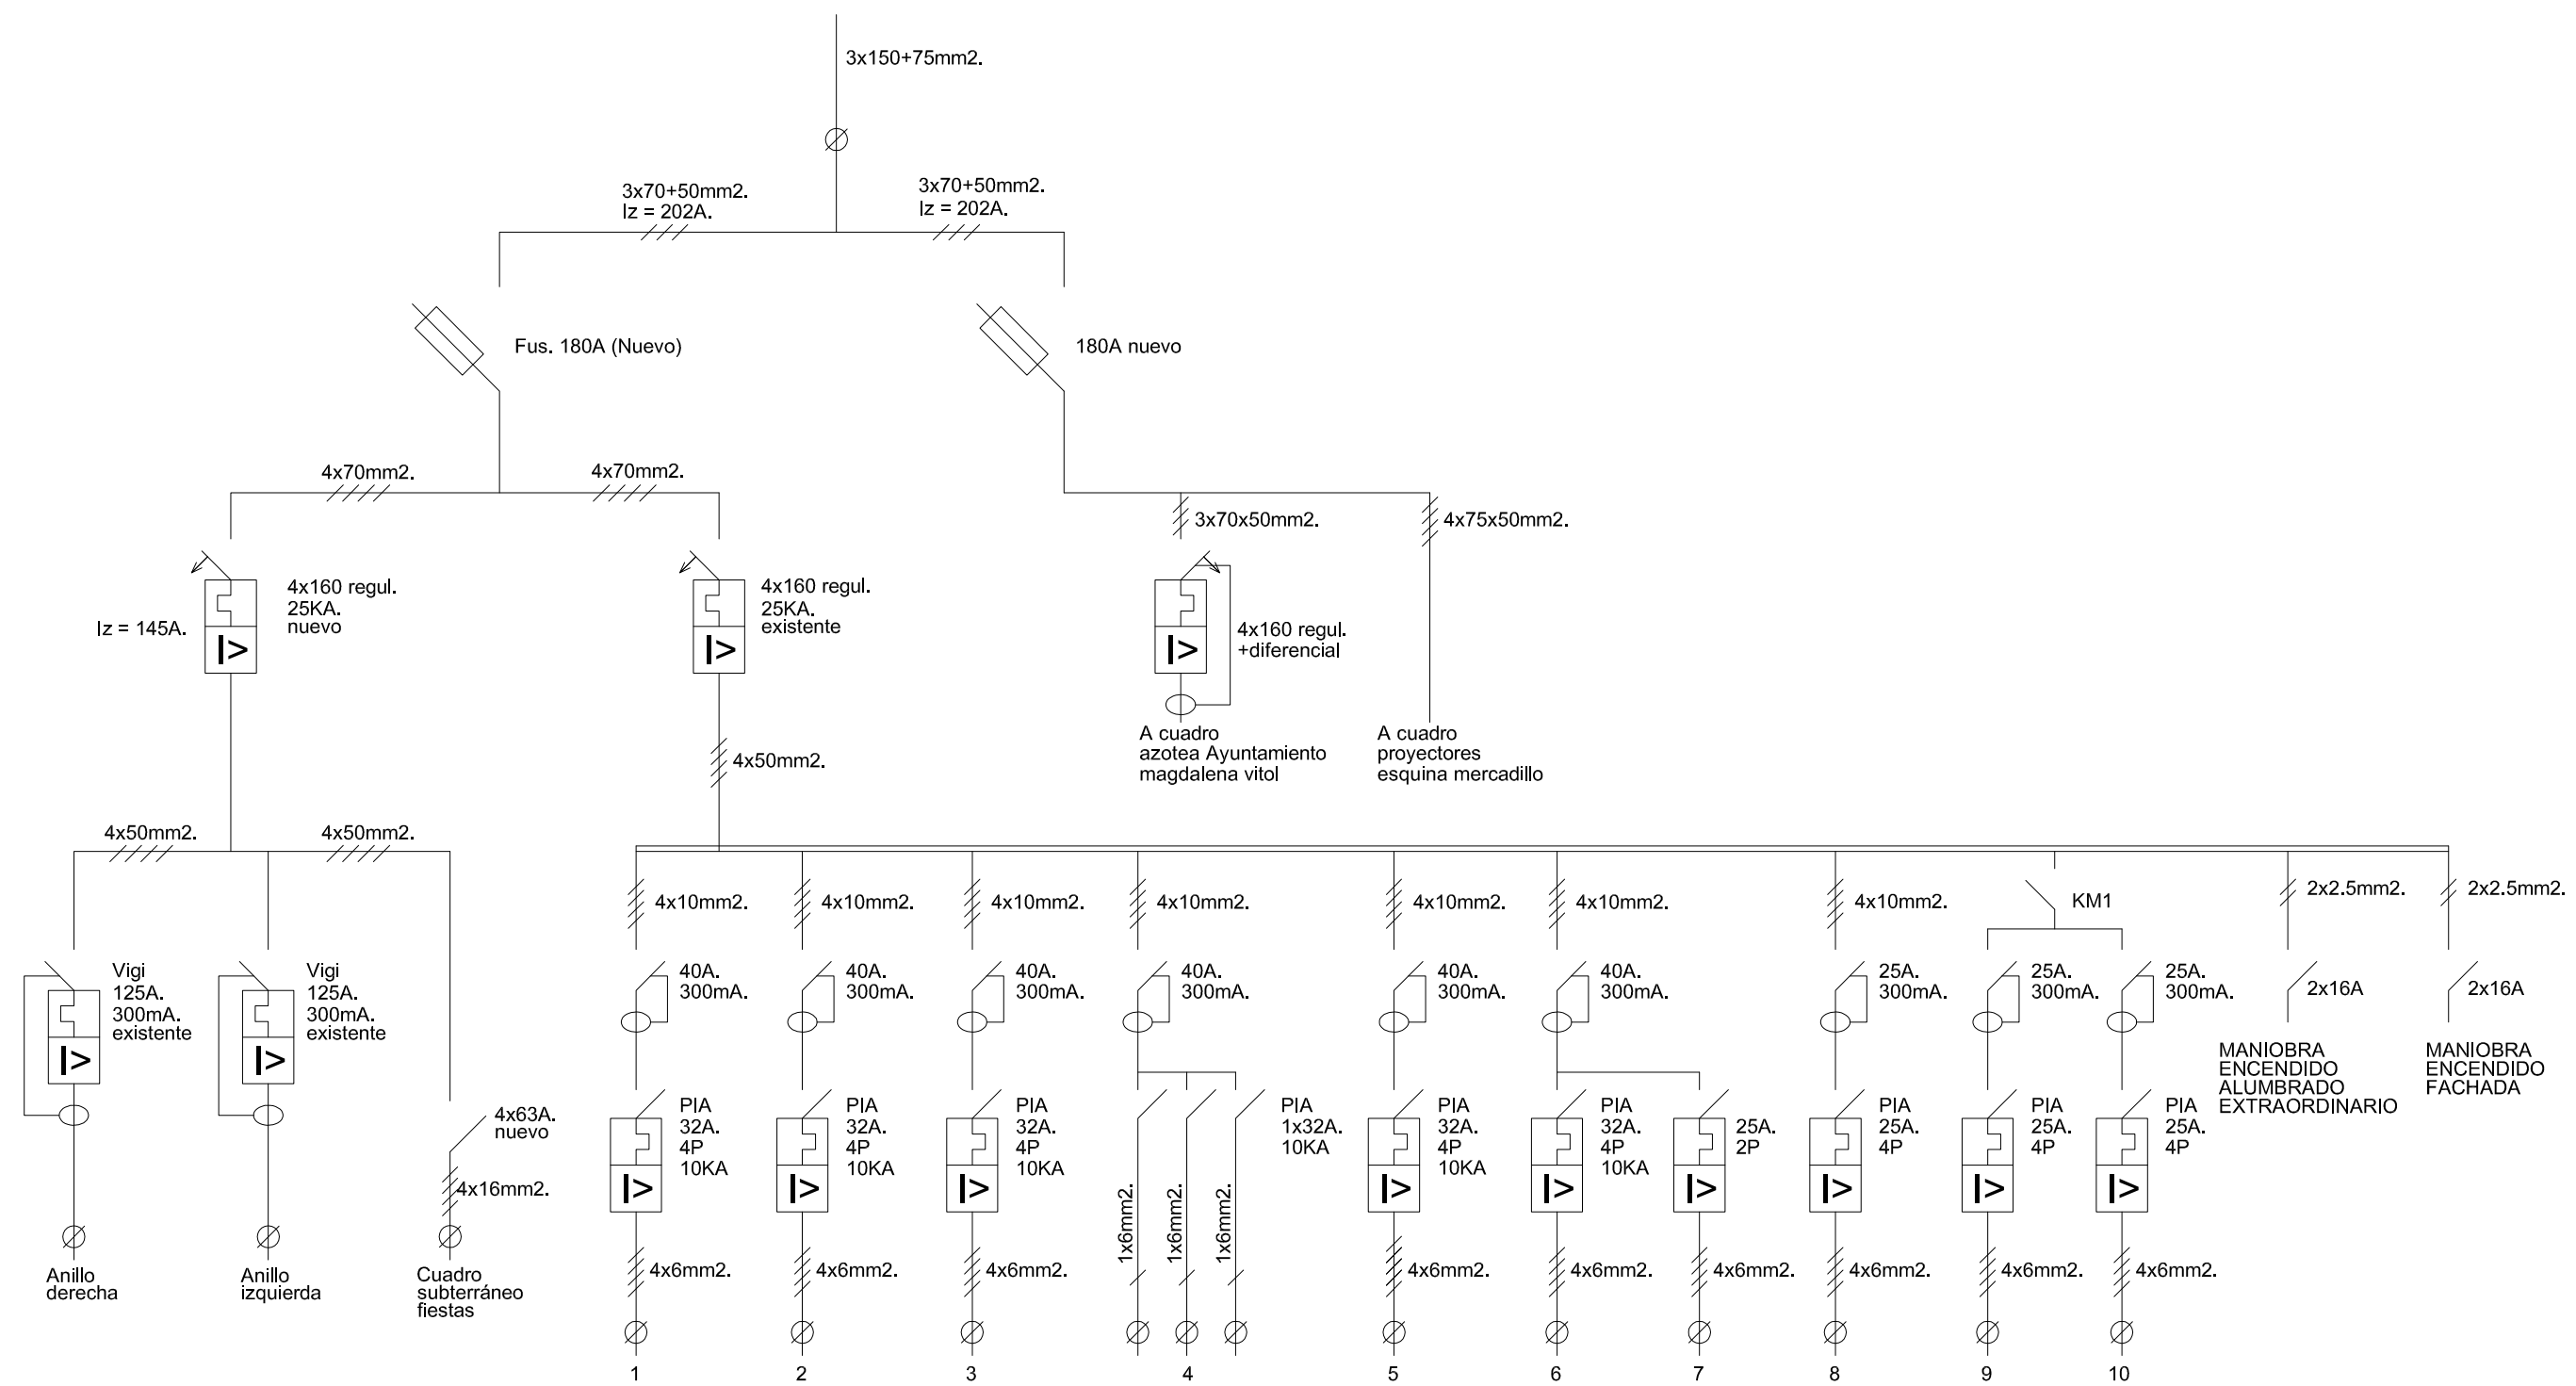 3x150+75mm2.
3x70+50mm2.
Iz = 202A.
3x70+50mm2.
Iz = 202A.
Fus. 180A (Nuevo)
180A nuevo
4x70mm2.
4x70mm2.
3x70x50mm2.
4x75x50mm2.
Iz = 145A.
4x160 regul.
25KA.
nuevo
I>
4x160 regul.
25KA.
existente
I>
4x160 regul.
+diferencial
I>
A cuadro
azotea Ayuntamiento
magdalena vitol
A cuadro
proyectores
esquina mercadillo
4x50mm2.
4x50mm2.
4x50mm2.
4x10mm2.
4x10mm2.
4x10mm2.
4x10mm2.
4x10mm2.
4x10mm2.
4x10mm2.
KM1
2x2.5mm2.
2x2.5mm2.
Vigi
125A.
300mA.
existente
I>
Vigi
125A.
300mA.
existente
I>
4x63A.
nuevo
4x16mm2.
40A.
300mA.
40A.
300mA.
40A.
300mA.
40A.
300mA.
40A.
300mA.
40A.
300mA.
25A.
300mA.
25A.
300mA.
25A.
300mA.
2x16A
2x16A
MANIOBRA
ENCENDIDO
ALUMBRADO
EXTRAORDINARIO
MANIOBRA
ENCENDIDO
FACHADA
PIA
32A.
4P
10KA
I>
PIA
32A.
4P
10KA
I>
PIA
32A.
4P
10KA
I>
PIA
1x32A.
10KA
PIA
32A.
4P
10KA
I>
PIA
32A.
4P
10KA
I>
25A.
2P
I>
PIA
25A.
4P
I>
PIA
25A.
4P
I>
PIA
25A.
4P
I>
Anillo
derecha
Anillo
izquierda
Cuadro
subterráneo
fiestas
4x6mm2.
4x6mm2.
4x6mm2.
1x6mm2.
1x6mm2.
1x6mm2.
4x6mm2.
4x6mm2.
4x6mm2.
4x6mm2.
4x6mm2.
4x6mm2.
1
2
3
4
5
6
7
8
9
10